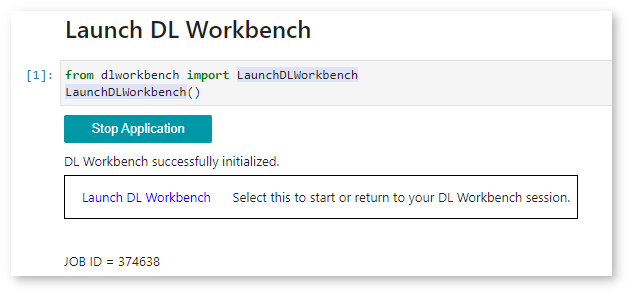 Launch DL Workbench
[1]: from dlworkbench import LaunchDLWorkbench
LaunchDLWorkbench()
Stop Application
DL Workbench successfully initialized.
Launch DL Workbench Select this to start or return to your DL Workbench session.
JOB ID = 374638